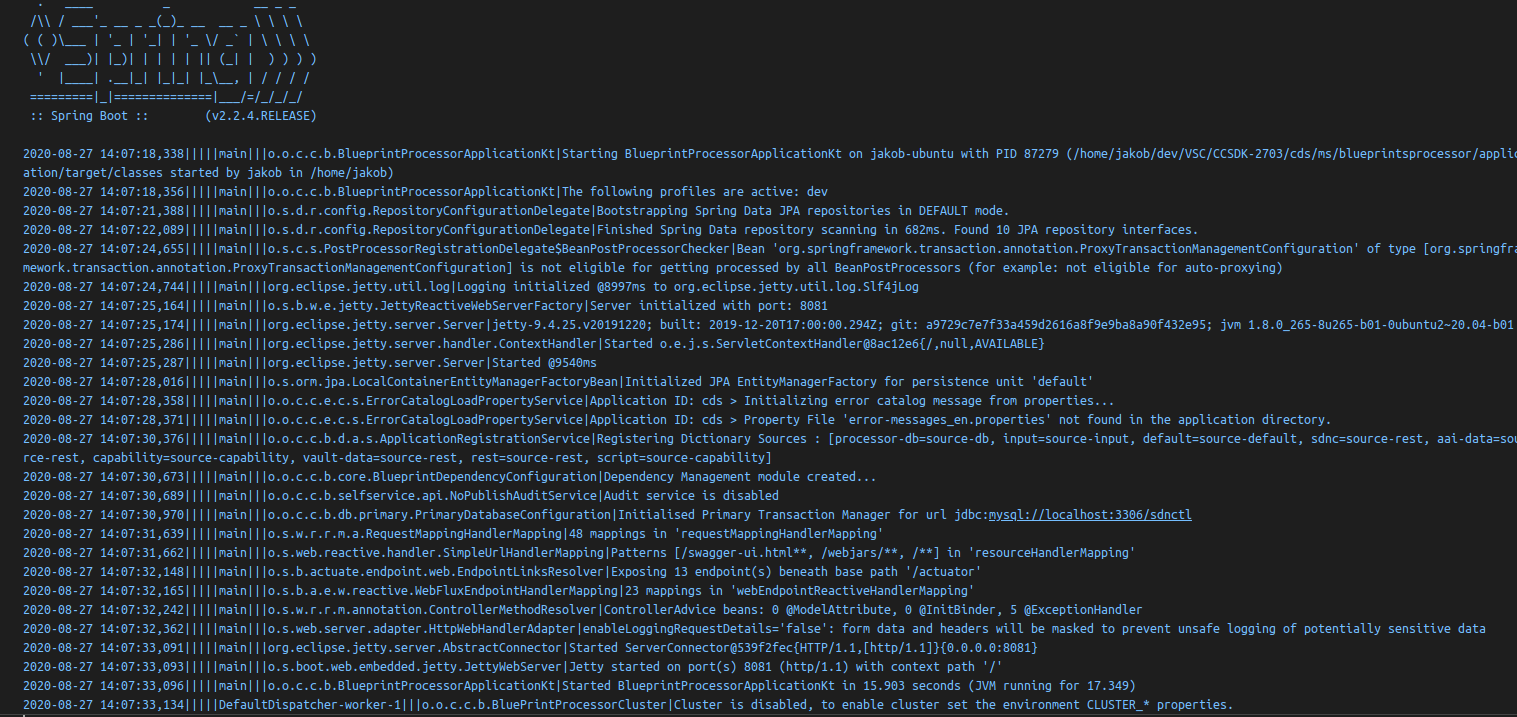 .   ____          _            __ _ _
 /\\ / ___'_ __ _ _(_)_ __  __ _ \ \ \ \
( ( )\___ | '_ | '_| | '_ \/ _` | \ \ \ \
 \\/  ___)| |_)| | | | | || (_| |  ) ) ) )
  '  |____| .__|_| |_|_| |_\__, | / / / /
 =========|_|==============|___/=/_/_/_/
 :: Spring Boot ::        (v2.2.4.RELEASE)
2020-08-27 14:07:18,338|||||main|||o.o.c.c.b.BlueprintProcessorApplicationKt|Starting BlueprintProcessorApplicationKt on jakob-ubuntu with PID 87279 (/home/jakob/dev/VSC/CCSDK-2703/cds/ms/blueprintsprocessor/applic
ation/target/classes started by jakob in /home/jakob)
2020-08-27 14:07:18,356|||||main|||o.o.c.c.b.BlueprintProcessorApplicationKt|The following profiles are active: dev
2020-08-27 14:07:21,388|||||main|||o.s.d.r.config.RepositoryConfigurationDelegate|Bootstrapping Spring Data JPA repositories in DEFAULT mode.
2020-08-27 14:07:22,089|||||main|||o.s.d.r.config.RepositoryConfigurationDelegate|Finished Spring Data repository scanning in 682ms. Found 10 JPA repository interfaces.
2020-08-27 14:07:24,655|||||main|||o.s.c.s.PostProcessorRegistrationDelegate$BeanPostProcessorChecker|Bean 'org.springframework.transaction.annotation.ProxyTransactionManagementConfiguration' of type [org.springfra
mework.transaction.annotation.ProxyTransactionManagementConfiguration] is not eligible for getting processed by all BeanPostProcessors (for example: not eligible for auto-proxying)
2020-08-27 14:07:24,744|||||main|||org.eclipse.jetty.util.log|Logging initialized @8997ms to org.eclipse.jetty.util.log.Slf4jLog
2020-08-27 14:07:25,164|||||main|||o.s.b.w.e.jetty.JettyReactiveWebServerFactory|Server initialized with port: 8081
2020-08-27 14:07:25,174|||||main|||org.eclipse.jetty.server.Server|jetty-9.4.25.v20191220; built: 2019-12-20T17:00:00.294Z; git: a9729c7e7f33a459d2616a8f9e9ba8a90f432e95; jvm 1.8.0_265-8u265-b01-0ubuntu2~20.04-b01
2020-08-27 14:07:25,286|||||main|||org.eclipse.jetty.server.handler.ContextHandler|Started o.e.j.s.ServletContextHandler@8ac12e6{/,null,AVAILABLE}
2020-08-27 14:07:25,287|||||main|||org.eclipse.jetty.server.Server|Started @9540ms
2020-08-27 14:07:28,016|||||main|||o.s.orm.jpa.LocalContainerEntityManagerFactoryBean|Initialized JPA EntityManagerFactory for persistence unit 'default'
2020-08-27 14:07:28,358|||||main|||o.o.c.c.e.c.s.ErrorCatalogLoadPropertyService|Application ID: cds > Initializing error catalog message from properties...
2020-08-27 14:07:28,371|||||main|||o.o.c.c.e.c.s.ErrorCatalogLoadPropertyService|Application ID: cds > Property File 'error-messages_en.properties' not found in the application directory.
2020-08-27 14:07:30,376|||||main|||o.o.c.c.b.d.a.s.ApplicationRegistrationService|Registering Dictionary Sources : [processor-db=source-db, input=source-input, default=source-default, sdnc=source-rest, aai-data=sou
rce-rest, capability=source-capability, vault-data=source-rest, rest=source-rest, script=source-capability]
2020-08-27 14:07:30,673|||||main|||o.o.c.c.b.core.BlueprintDependencyConfiguration|Dependency Management module created...
2020-08-27 14:07:30,689|||||main|||o.o.c.c.b.selfservice.api.NoPublishAuditService|Audit service is disabled
2020-08-27 14:07:30,970|||||main|||o.o.c.c.b.db.primary.PrimaryDatabaseConfiguration|Initialised Primary Transaction Manager for url jdbc:mysql://localhost:3306/sdnctl
2020-08-27 14:07:31,639|||||main|||o.s.w.r.r.m.a.RequestMappingHandlerMapping|48 mappings in 'requestMappingHandlerMapping'
2020-08-27 14:07:31,662|||||main|||o.s.web.reactive.handler.SimpleUrlHandlerMapping|Patterns [/swagger-ui.html**, /webjars/**, /**] in 'resourceHandlerMapping'
2020-08-27 14:07:32,148|||||main|||o.s.b.actuate.endpoint.web.EndpointLinksResolver|Exposing 13 endpoint(s) beneath base path '/actuator'
2020-08-27 14:07:32,165|||||main|||o.s.b.a.e.w.reactive.WebFluxEndpointHandlerMapping|23 mappings in 'webEndpointReactiveHandlerMapping'
2020-08-27 14:07:32,242|||||main|||o.s.w.r.r.m.annotation.ControllerMethodResolver|ControllerAdvice beans: 0 @ModelAttribute, 0 @InitBinder, 5 @ExceptionHandler
2020-08-27 14:07:32,362|||||main|||o.s.web.server.adapter.HttpWebHandlerAdapter|enableLoggingRequestDetails='false': form data and headers will be masked to prevent unsafe logging of potentially sensitive data
2020-08-27 14:07:33,091|||||main|||org.eclipse.jetty.server.AbstractConnector|Started ServerConnector@539f2fec{HTTP/1.1,[http/1.1]}{0.0.0.0:8081}
2020-08-27 14:07:33,093|||||main|||o.s.boot.web.embedded.jetty.JettyWebServer|Jetty started on port(s) 8081 (http/1.1) with context path '/'
2020-08-27 14:07:33,096|||||main|||o.o.c.c.b.BlueprintProcessorApplicationKt|Started BlueprintProcessorApplicationKt in 15.903 seconds (JVM running for 17.349)
2020-08-27 14:07:33,134|||||DefaultDispatcher-worker-1|||o.o.c.c.b.BluePrintProcessorCluster|Cluster is disabled, to enable cluster set the environment CLUSTER_* properties.